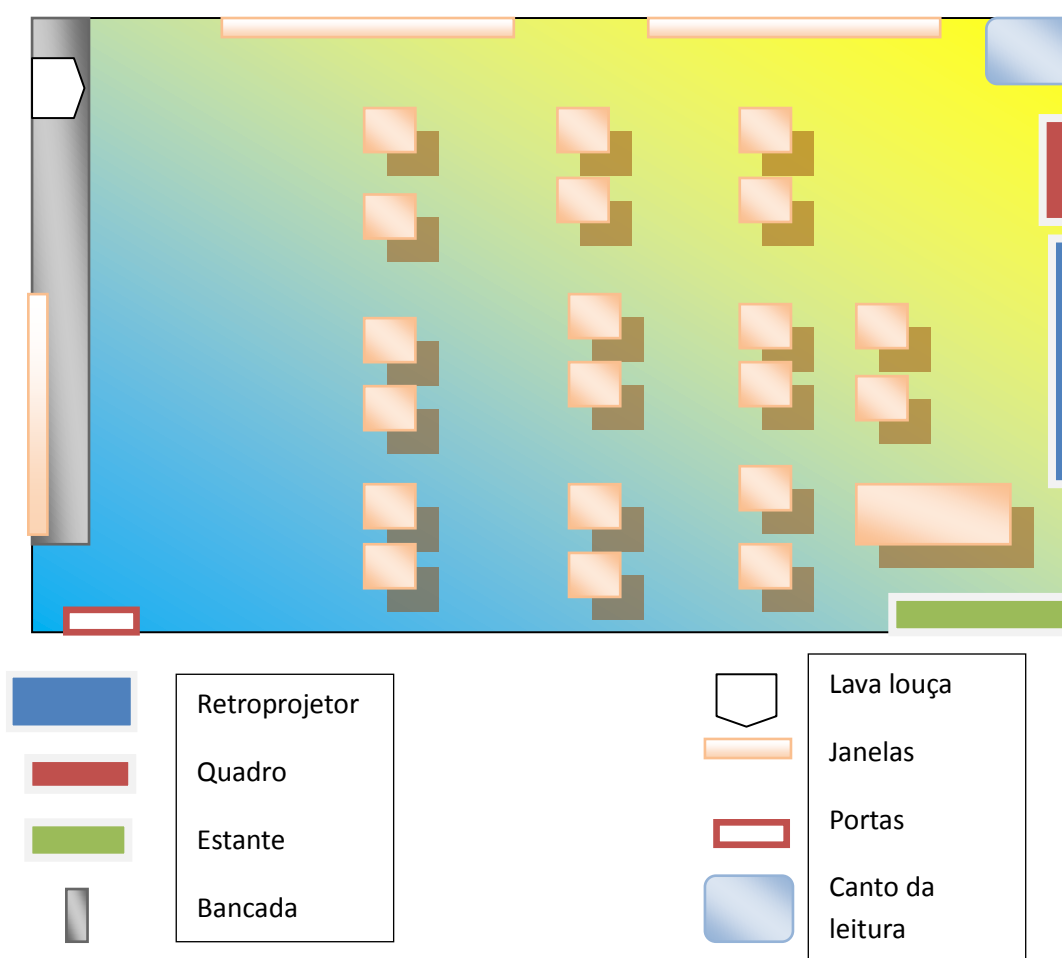 Retroprojetor
Quadro
Estante
Bancada
Lava louça
Janelas
Portas
Canto da
leitura